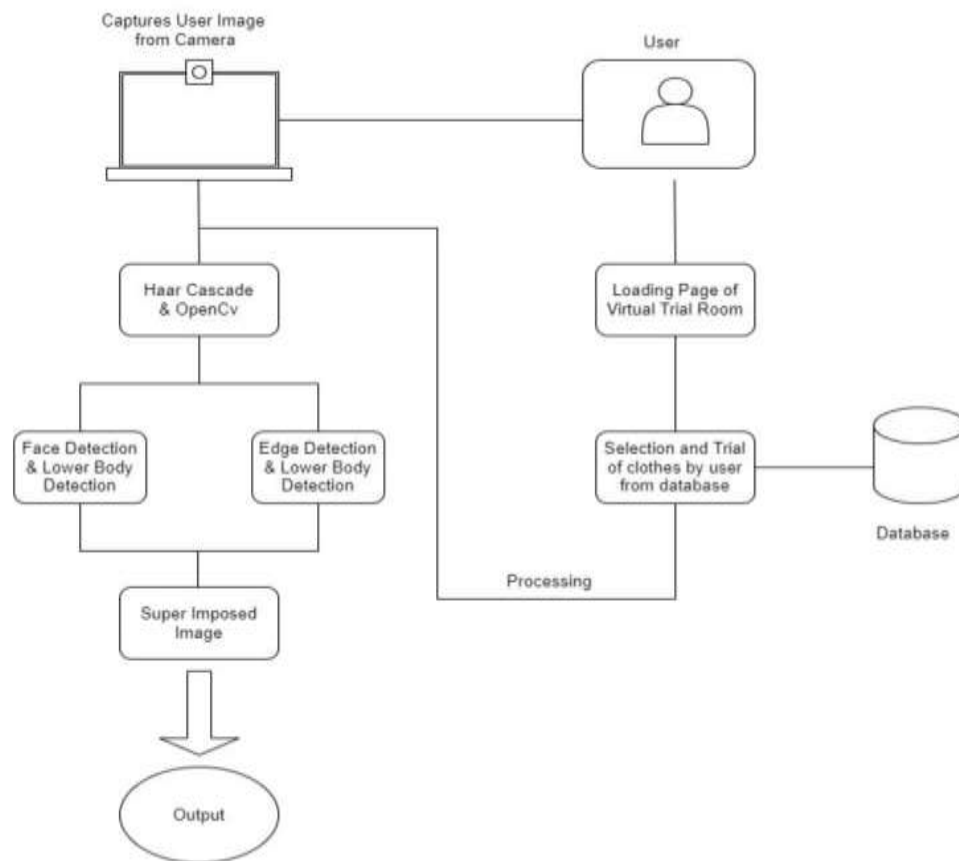 Captures User Image
from Camera
User
Haar Cascade
& OpenCv
Loading Page of
Virtual Trial Room
Face Detection
& Lower Body
Detection
Edge Detection
& Lower Body
Detection
Selection and Trial
of clothes by user
from database
Database
Processing
Super Imposed
Image
Output